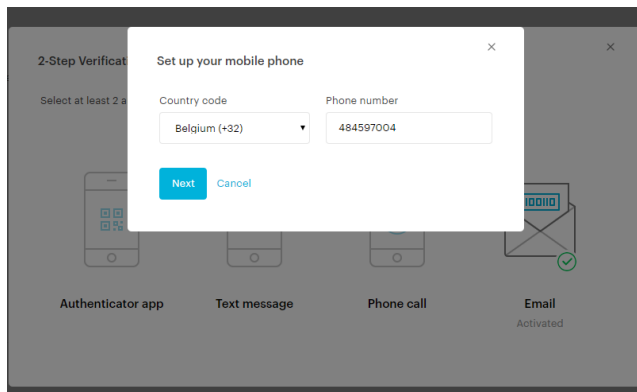 2-Step Verificat
Set up your mobile phone
Select at least 2 a
Country code
Phone number
Belgium (+32)
484597004
Next
Cancel
Authenticator app
Text message
Phone call
Email
Activated